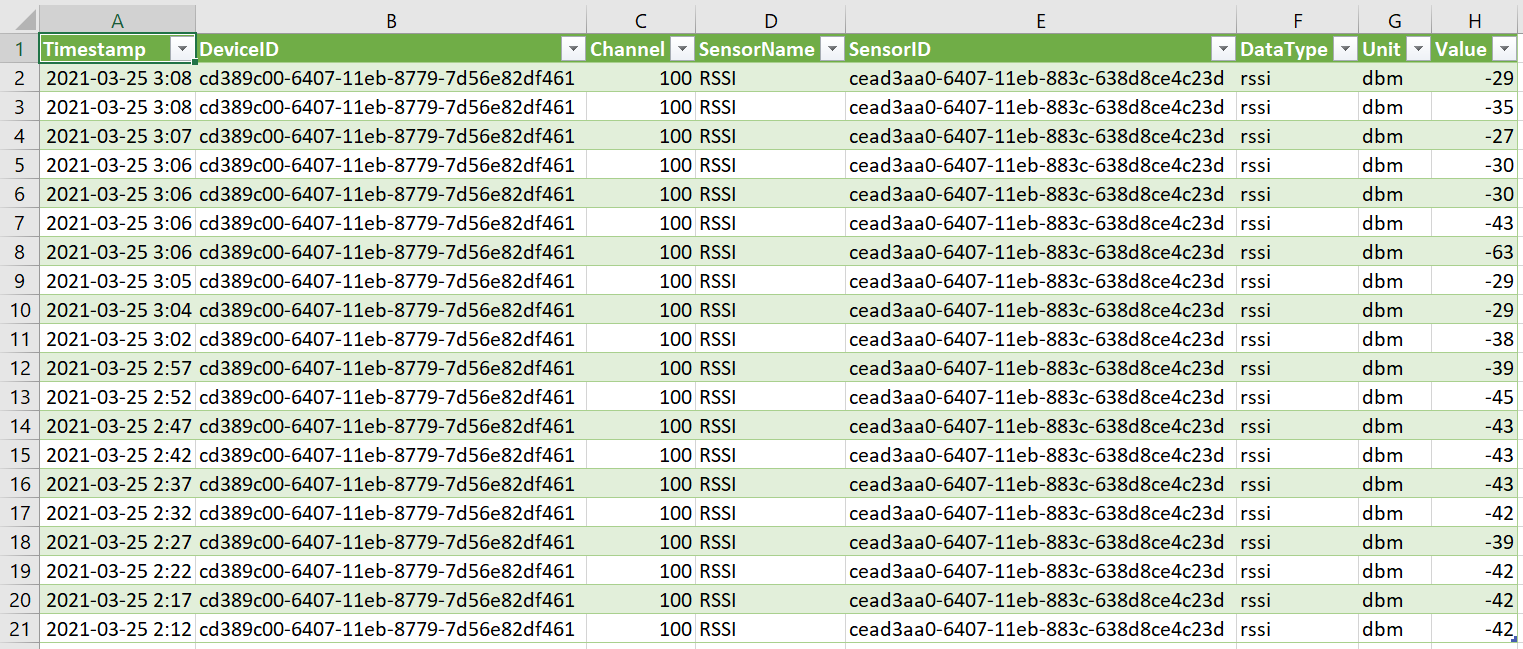 A B C D E F G H
1 Timestamp DeviceID Channel SensorName SensorID DataType Unit Value
2 2021-03-25 3:08 cd389c00-6407-11eb-8779-7d56e82df461 100 RSSI cead3aa0-6407-11eb-883c-638d8ce4c23d rssi dbm -29
3 2021-03-25 3:08 cd389c00-6407-11eb-8779-7d56e82df461 100 RSSI cead3aa0-6407-11eb-883c-638d8ce4c23d rssi dbm -35
4 2021-03-25 3:07 cd389c00-6407-11eb-8779-7d56e82df461 100 RSSI cead3aa0-6407-11eb-883c-638d8ce4c23d rssi dbm -27
5 2021-03-25 3:06 cd389c00-6407-11eb-8779-7d56e82df461 100 RSSI cead3aa0-6407-11eb-883c-638d8ce4c23d rssi dbm -30
6 2021-03-25 3:06 cd389c00-6407-11eb-8779-7d56e82df461 100 RSSI cead3aa0-6407-11eb-883c-638d8ce4c23d rssi dbm -30
7 2021-03-25 3:06 cd389c00-6407-11eb-8779-7d56e82df461 100 RSSI cead3aa0-6407-11eb-883c-638d8ce4c23d rssi dbm -43
8 2021-03-25 3:06 cd389c00-6407-11eb-8779-7d56e82df461 100 RSSI cead3aa0-6407-11eb-883c-638d8ce4c23d rssi dbm -63
9 2021-03-25 3:05 cd389c00-6407-11eb-8779-7d56e82df461 100 RSSI cead3aa0-6407-11eb-883c-638d8ce4c23d rssi dbm -29
10 2021-03-25 3:04 cd389c00-6407-11eb-8779-7d56e82df461 100 RSSI cead3aa0-6407-11eb-883c-638d8ce4c23d rssi dbm -29
11 2021-03-25 3:02 cd389c00-6407-11eb-8779-7d56e82df461 100 RSSI cead3aa0-6407-11eb-883c-638d8ce4c23d rssi dbm -38
12 2021-03-25 2:57 cd389c00-6407-11eb-8779-7d56e82df461 100 RSSI cead3aa0-6407-11eb-883c-638d8ce4c23d rssi dbm -39
13 2021-03-25 2:52 cd389c00-6407-11eb-8779-7d56e82df461 100 RSSI cead3aa0-6407-11eb-883c-638d8ce4c23d rssi dbm -45
14 2021-03-25 2:47 cd389c00-6407-11eb-8779-7d56e82df461 100 RSSI cead3aa0-6407-11eb-883c-638d8ce4c23d rssi dbm -43
15 2021-03-25 2:42 cd389c00-6407-11eb-8779-7d56e82df461 100 RSSI cead3aa0-6407-11eb-883c-638d8ce4c23d rssi dbm -43
16 2021-03-25 2:37 cd389c00-6407-11eb-8779-7d56e82df461 100 RSSI cead3aa0-6407-11eb-883c-638d8ce4c23d rssi dbm -43
17 2021-03-25 2:32 cd389c00-6407-11eb-8779-7d56e82df461 100 RSSI cead3aa0-6407-11eb-883c-638d8ce4c23d rssi dbm -42
18 2021-03-25 2:27 cd389c00-6407-11eb-8779-7d56e82df461 100 RSSI cead3aa0-6407-11eb-883c-638d8ce4c23d rssi dbm -39
19 2021-03-25 2:22 cd389c00-6407-11eb-8779-7d56e82df461 100 RSSI cead3aa0-6407-11eb-883c-638d8ce4c23d rssi dbm -42
20 2021-03-25 2:17 cd389c00-6407-11eb-8779-7d56e82df461 100 RSSI cead3aa0-6407-11eb-883c-638d8ce4c23d rssi dbm -42
21 2021-03-25 2:12 cd389c00-6407-11eb-8779-7d56e82df461 100 RSSI cead3aa0-6407-11eb-883c-638d8ce4c23d rssi dbm -42